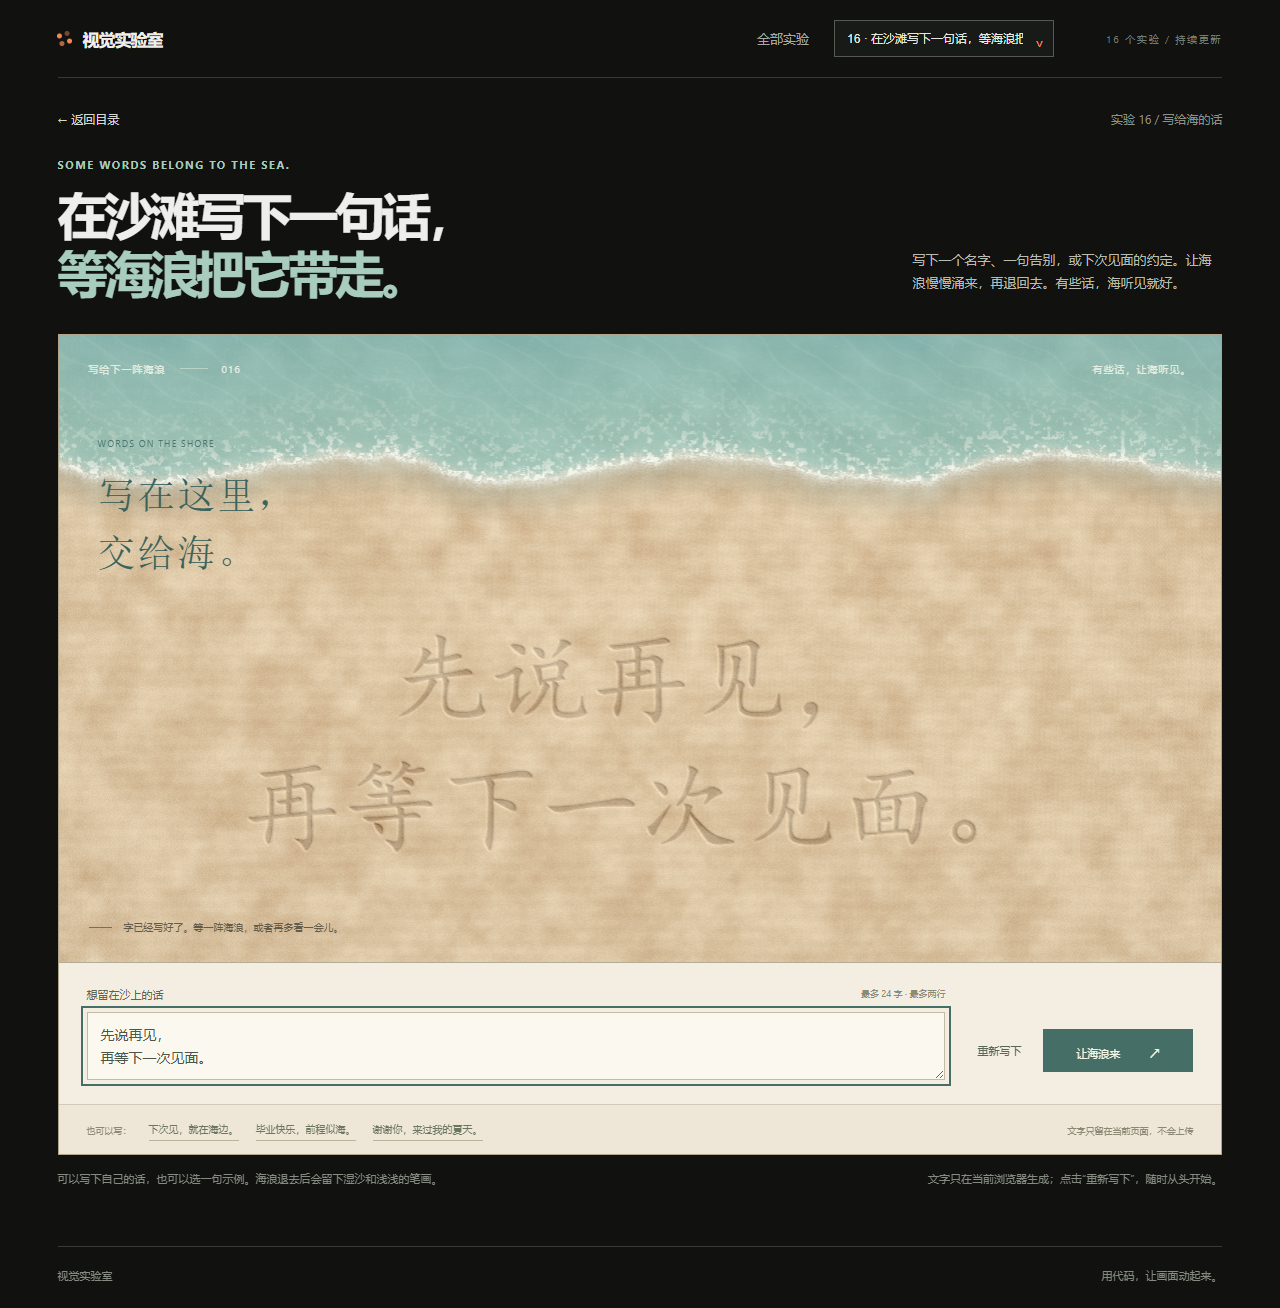 视觉实验室
全部实验
16 · 在沙滩写下一句话，等海浪把
16 个实验 / 持续更新
← 返回目录
实验 16 / 写给海的话
SOME WORDS BELONG TO THE SEA.
在沙滩写下一句话，
等海浪把它带走。
写下一个名字、一句告别，或下次见面的约定。让海
浪慢慢涌来，再退回去。有些话，海听见就好。
写给下一阵海浪
016
有些话，让海听见。
WORDS ON THE SHORE
写在这里，
交给海。
先说再见，
再等下一次见面。
字已经写好了。等一阵海浪，或者再多看一会儿。
想留在沙上的话
最多 24 字 · 最多两行
先说再见，
再等下一次见面。
重新写下
让海浪来 ↗
也可以写：
下次见，就在海边。
毕业快乐，前程似海。
谢谢你，来过我的夏天。
文字只留在当前页面，不会上传
可以写下自己的话，也可以选一句示例。海浪退去后会留下湿沙和浅浅的笔画。
文字只在当前浏览器生成；点击“重新写下”，随时从头开始。
视觉实验室
用代码，让画面动起来。